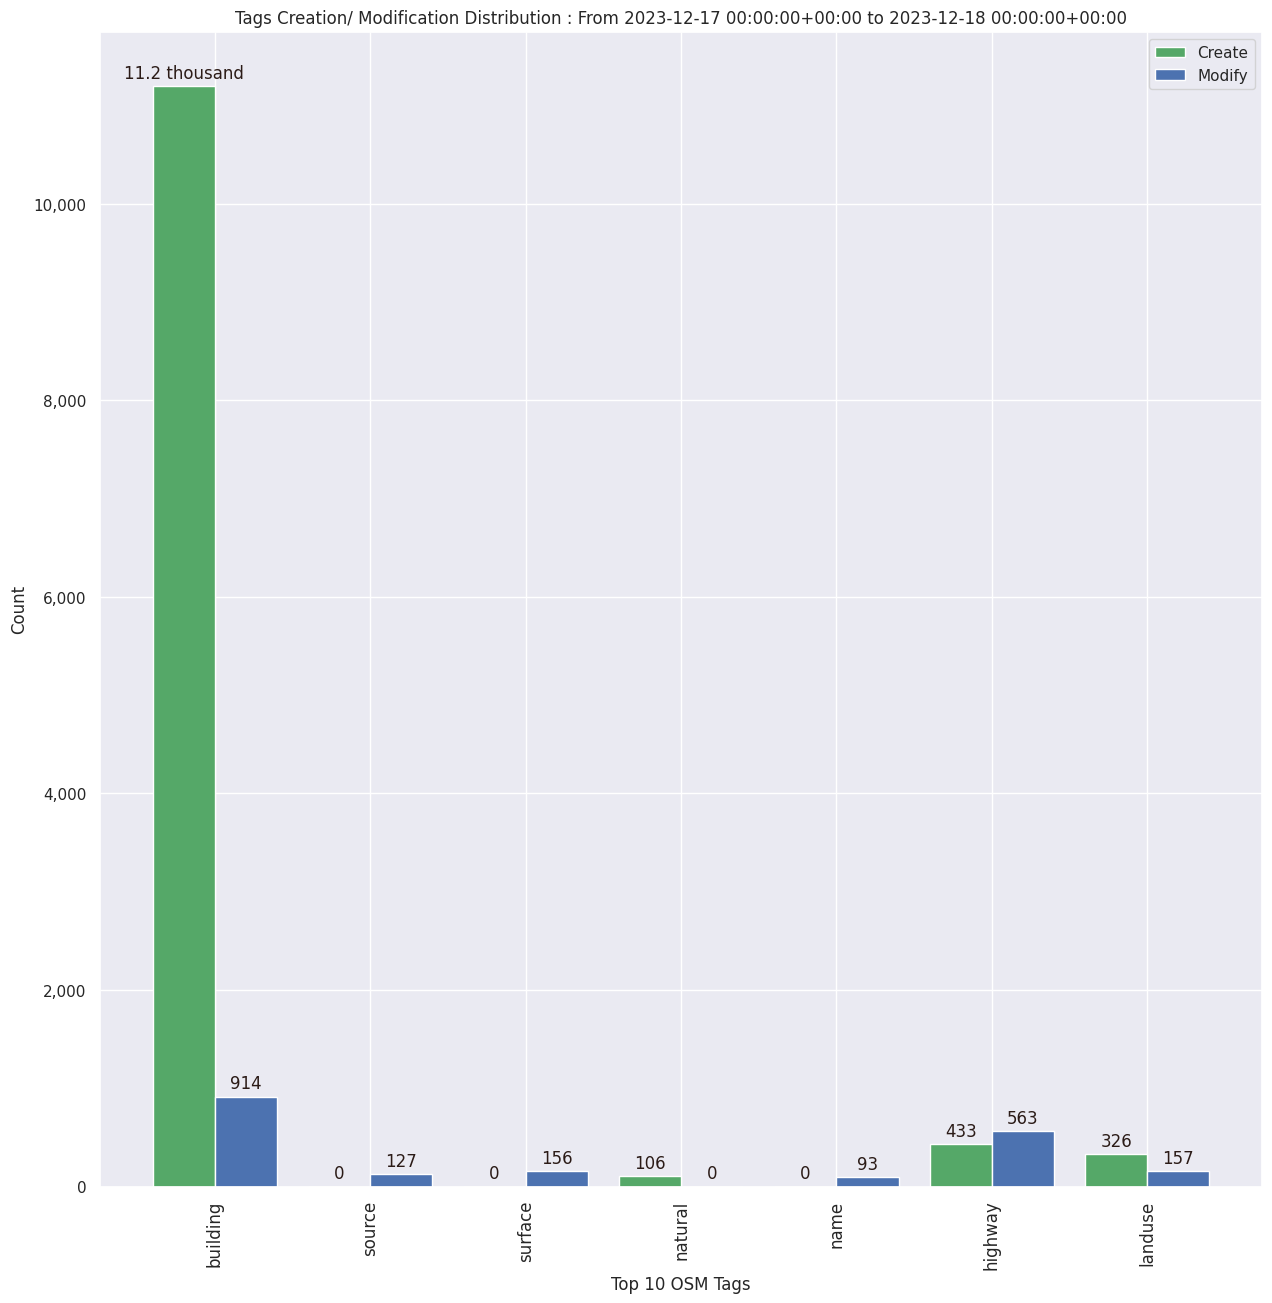 Tags Creation/ Modification Distribution : From 2023-12-17 00:00:00+00:00 to 2023-12-18 00:00:00+00:00
Create
Modify
11.2 thousand
10,000
8,000
6,000
4,000
2,000
0
Count
914
0
127
0
156
106
0
0
93
433
563
326
157
building
source
surface
natural
name
highway
landuse
Top 10 OSM Tags